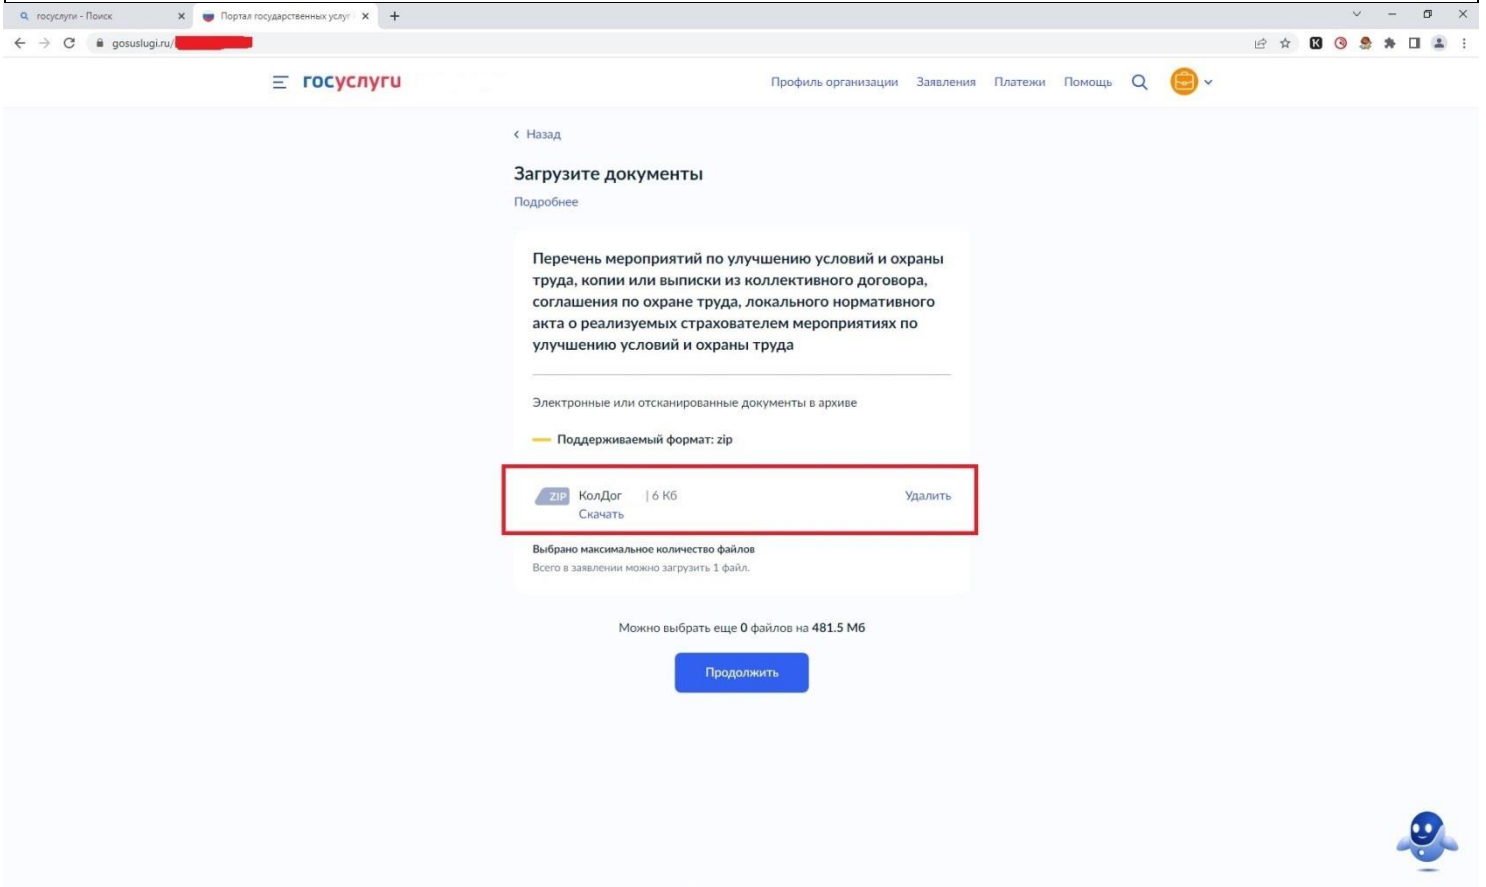 госуслуги - Поиск
Портал государственных услуг
gosuslugi.ru/
госуслуги
Профиль организации Заявления Платежи Помощь
Назад
Загрузите документы
Подробнее
Перечень мероприятий по улучшению условий и охраны
труда, копии или выписки из коллективного договора,
соглашения по охране труда, локального нормативного
акта о реализуемых страхователем мероприятиях по
улучшению условий и охраны труда
Электронные или отсканированные документы в архиве
Поддерживаемый формат: zip
ZIP КолДог | 6 Кб Удалить
Скачать
Выбрано максимальное количество файлов
Всего в заявлении можно загрузить 1 файл.
Можно выбрать еще 0 файлов на 481.5 Мб
Продолжить